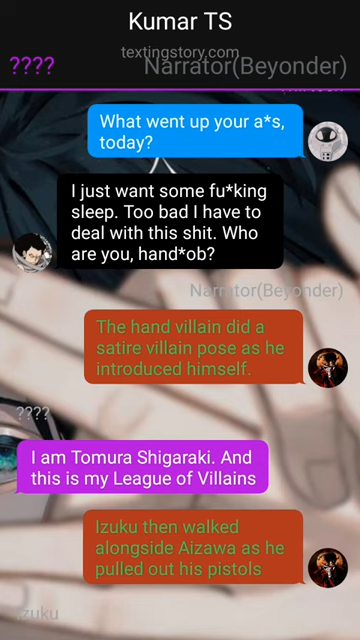 Kumar TS
textingstory.com
????
Narrator(Beyonder)
What went up your a*s,
today?
I just want some fu*king
sleep. Too bad I have to
deal with this shit. Who
are you, hand*ob?
Narrator(Beyonder)
The hand villain did a
satire villain pose as he
introduced himself.
????
I am Tomura Shigaraki. And
this is my League of Villains
Izuku then walked
alongside Aizawa as he
pulled out his pistols
Izuku